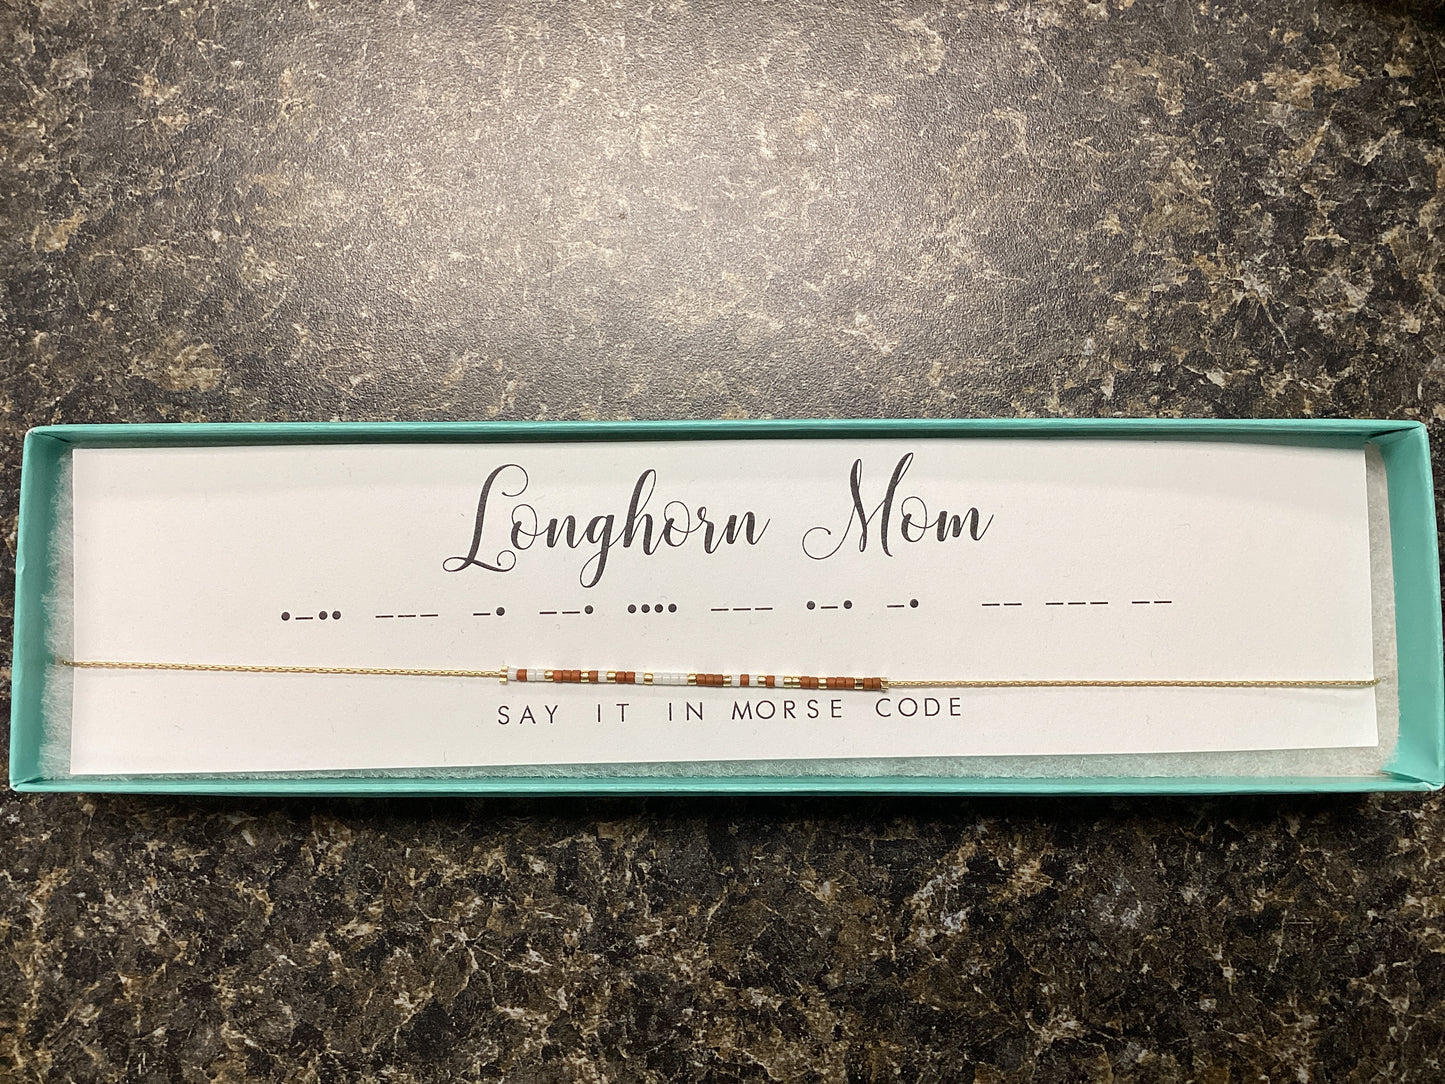 Longhorn Mom
•–•• ––– –• ––• •••• ––– •–• –• –– ––– ––
SAY IT IN MORSE CODE